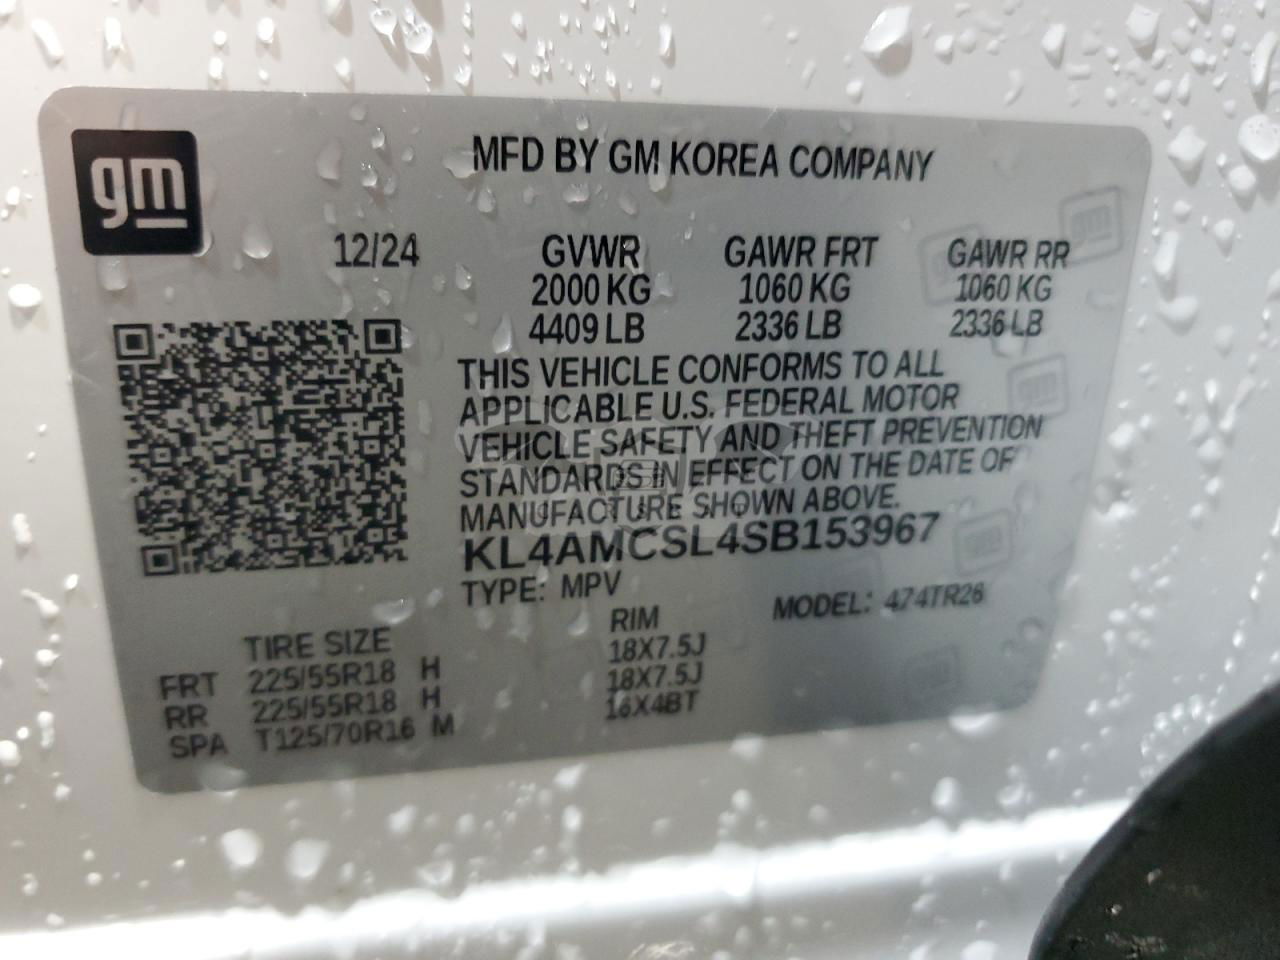 gm
MFD BY GM KOREA COMPANY
12/24 GVWR GAWR FRT GAWR RR
2000 KG 1060 KG 1060 KG
4409 LB 2336 LB 2336 LB
THIS VEHICLE CONFORMS TO ALL
APPLICABLE U.S. FEDERAL MOTOR
VEHICLE SAFETY AND THEFT PREVENTION
STANDARDS IN EFFECT ON THE DATE OF
MANUFACTURE SHOWN ABOVE.
KL4AMCSL4SB153967
TYPE: MPV MODEL: 474TR26
TIRE SIZE RIM
FRT 225/55R18 H 18X7.5J
RR 225/55R18 H 18X7.5J
SPA T125/70R16 M 16X4BT